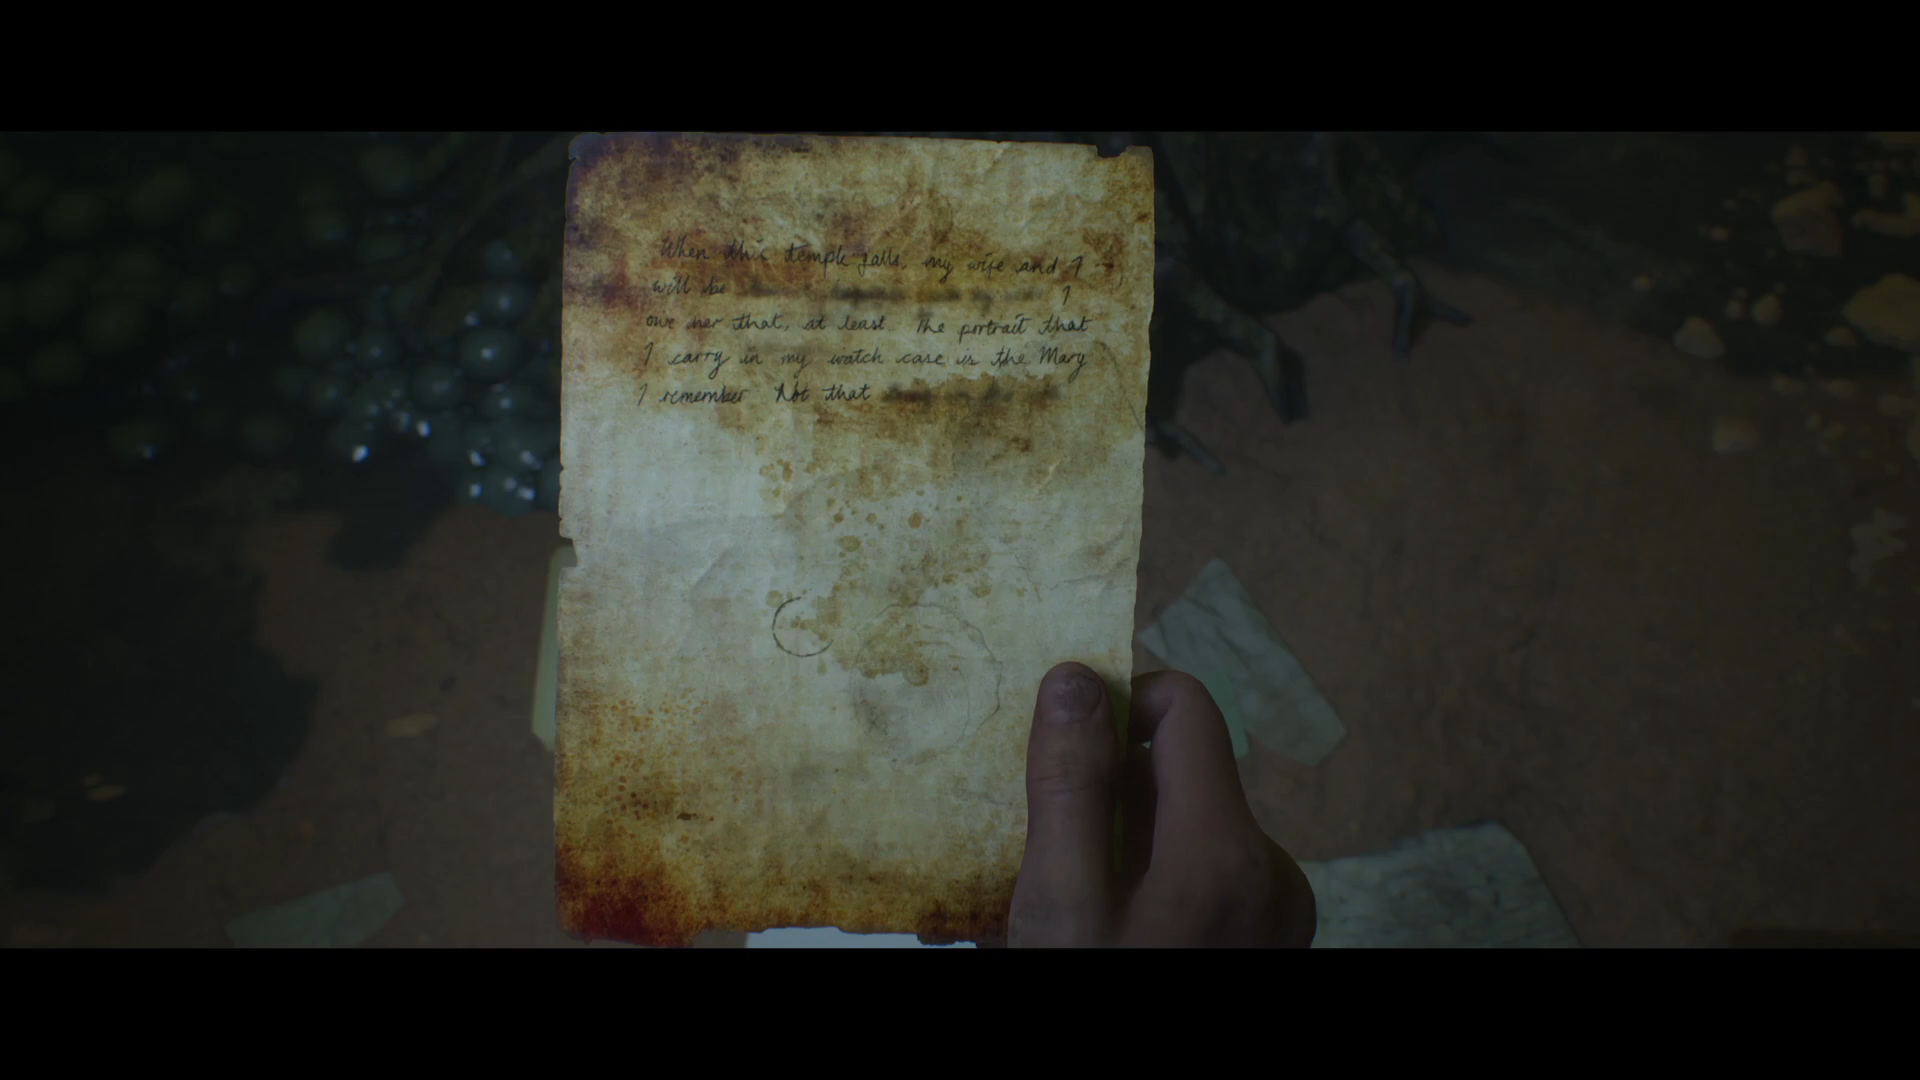 When this temple falls, my wife and I
will be I
owe her that, at least. The portrait that
I carry in my watch case is the Mary
I remember. Not that